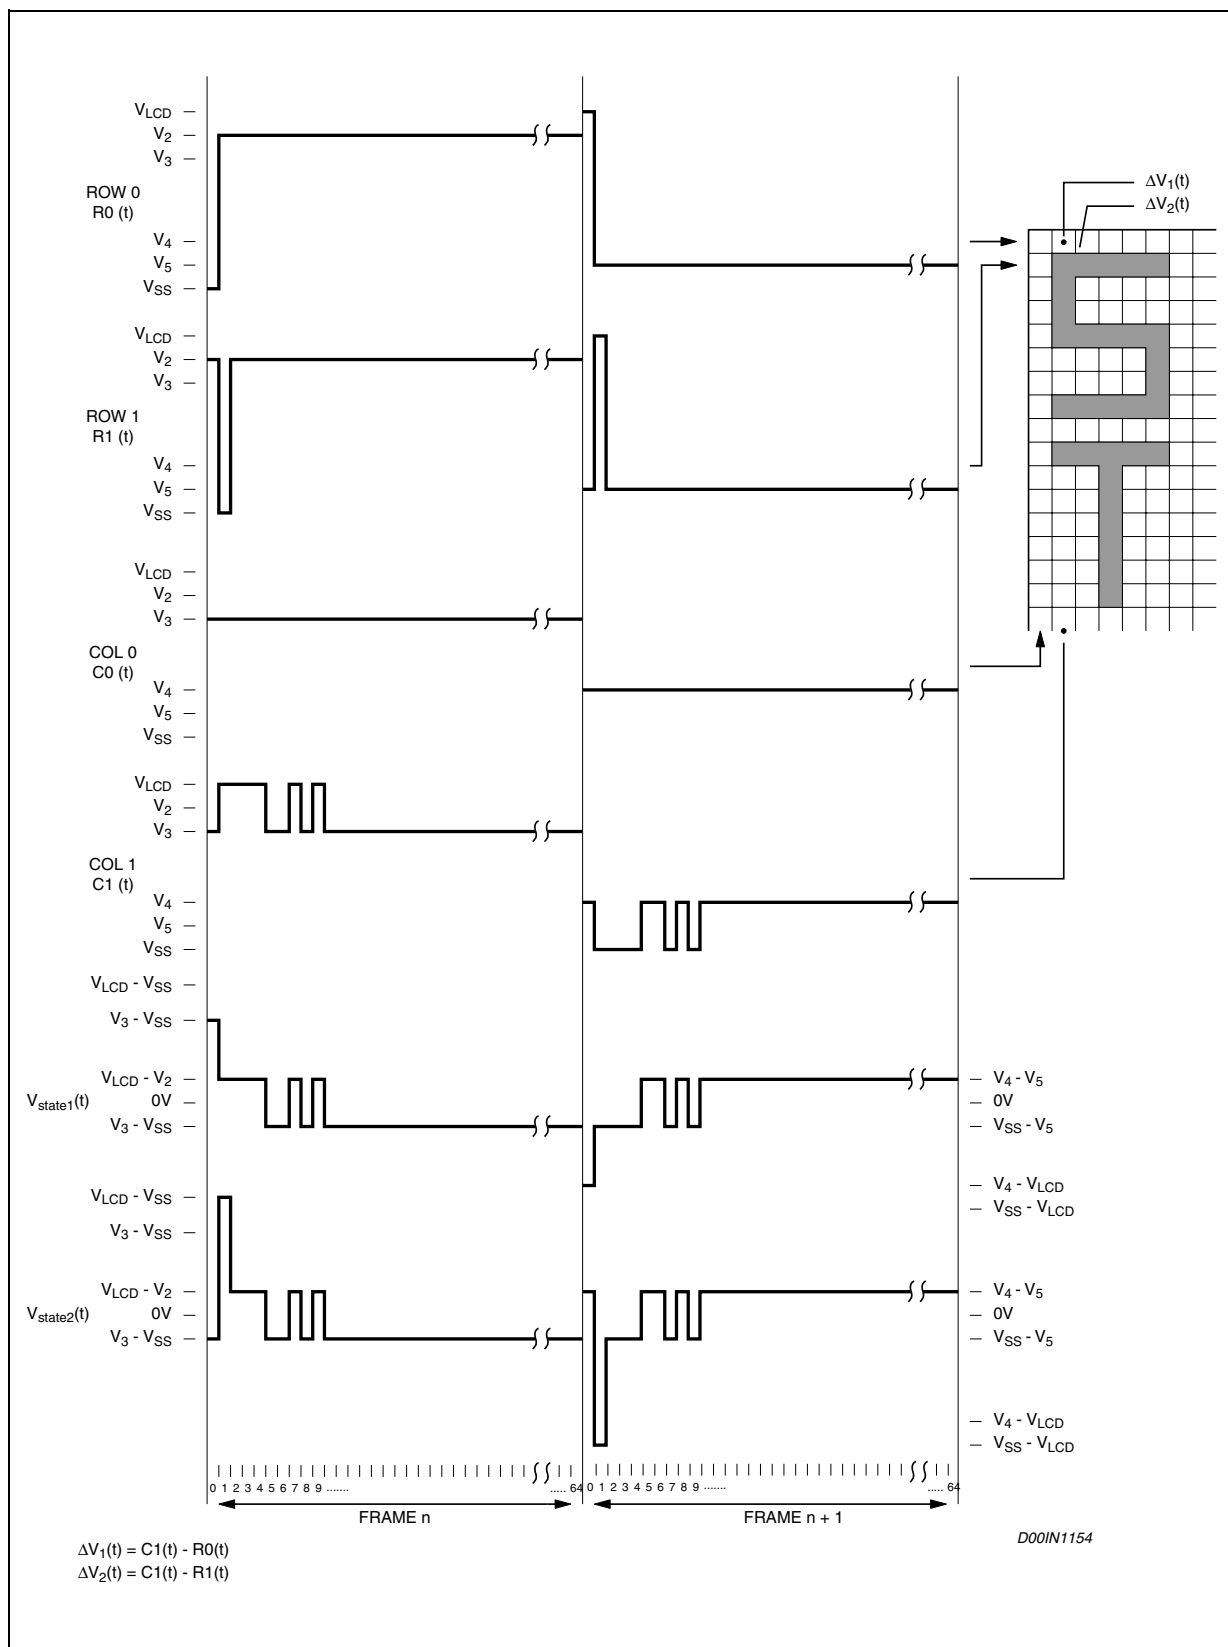 VLCD
V2
V3
ROW 0
R0 (t)
V4
V5
VSS
ΔV1(t)
ΔV2(t)
VLCD
V2
V3
ROW 1
R1 (t)
V4
V5
VSS
VLCD
V2
V3
COL 0
C0 (t)
V4
V5
VSS
VLCD
V2
V3
COL 1
C1 (t)
V4
V5
VSS
VLCD - VSS
V3 - VSS
VLCD - V2
Vstate1(t) 0V
V3 - VSS
V4 - V5
0V
VSS - V5
V4 - VLCD
VSS - VLCD
VLCD - VSS
V3 - VSS
VLCD - V2
Vstate2(t) 0V
V3 - VSS
V4 - V5
0V
VSS - V5
V4 - VLCD
VSS - VLCD
0 1 2 3 4 5 6 7 8 9 ....... ..... 64 0 1 2 3 4 5 6 7 8 9 ....... ..... 64
FRAME n FRAME n + 1
D00IN1154
ΔV1(t) = C1(t) - R0(t)
ΔV2(t) = C1(t) - R1(t)